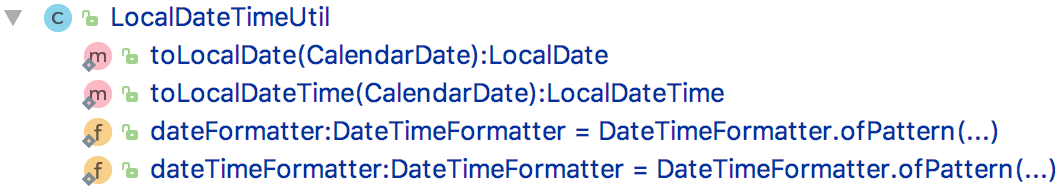 C LocalDateTimeUtil
m toLocalDate(CalendarDate):LocalDate
m toLocalDateTime(CalendarDate):LocalDateTime
f dateFormatter:DateTimeFormatter = DateTimeFormatter.ofPattern(...)
f dateTimeFormatter:DateTimeFormatter = DateTimeFormatter.ofPattern(...)